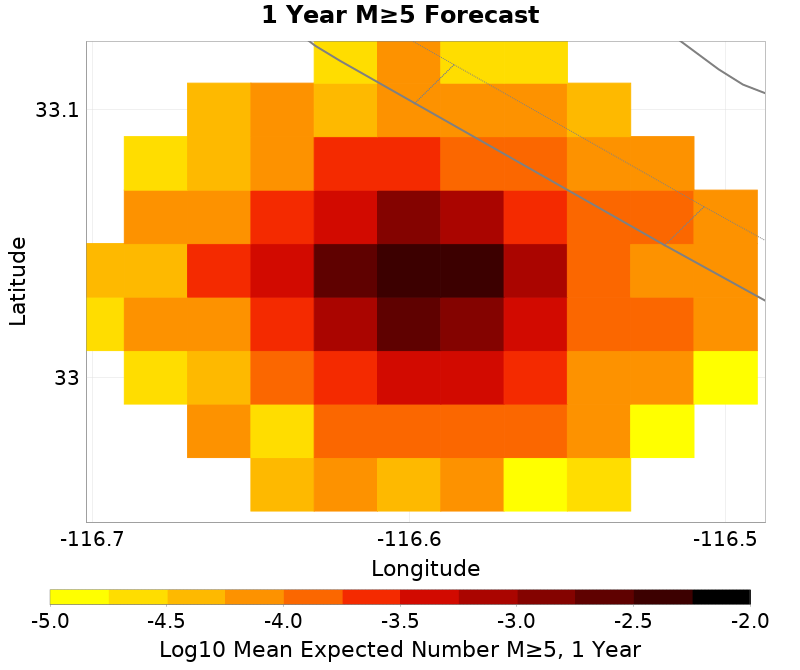 1 Year M≥5 Forecast
33.1
33
Latitude
-116.7 -116.6 -116.5
Longitude
-5.0 -4.5 -4.0 -3.5 -3.0 -2.5 -2.0
Log10 Mean Expected Number M≥5, 1 Year